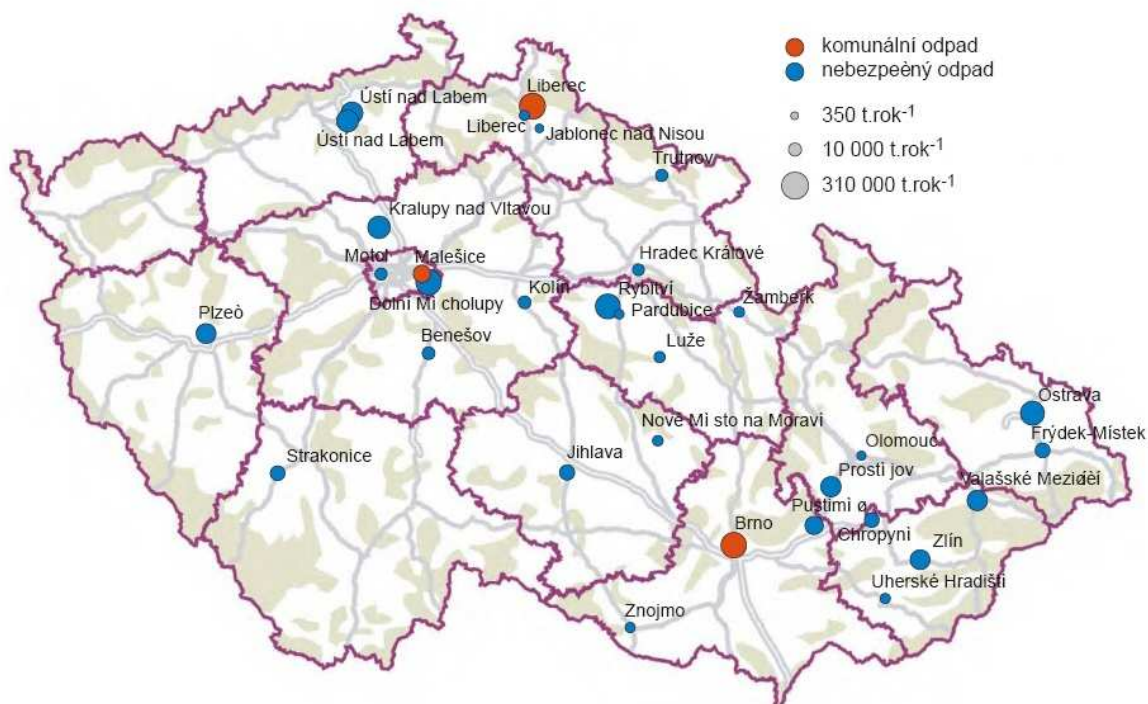 komunální odpad
nebezpeèný odpad
350 t.rok-1
10 000 t.rok-1
310 000 t.rok-1
Ústí nad Labem
Ústí nad Labem
Liberec
Liberec
Jablonec nad Nisou
Trutnov
Kralupy nad Vltavou
Motol
Malešice
Dolní Mi cholupy
Kolín
Hradec Králové
Rybityí
Pardubice
Žamberk
Plzeò
Benešov
Luže
Nové Mi sto na Moravi
Ostrava
Frýdek-Místek
Strakonice
Jihlava
Olomouc
Prosti jov
Valašské Meziøíèí
Pustimi ø
Chropyni
Brno
Zlín
Uherské Hradišti
Znojmo